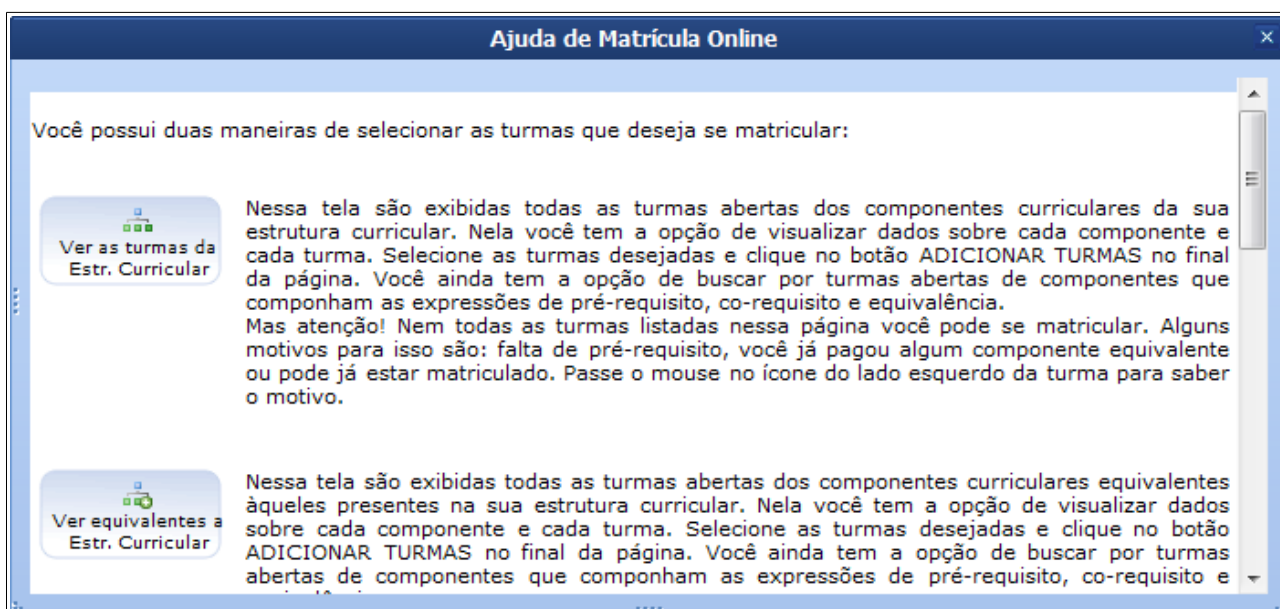 Ajuda de Matrícula Online
Você possui duas maneiras de selecionar as turmas que deseja se matricular:
Ver as turmas da
Estr. Curricular
Nessa tela são exibidas todas as turmas abertas dos componentes curriculares da sua
estrutura curricular. Nela você tem a opção de visualizar dados sobre cada componente e
cada turma. Selecione as turmas desejadas e clique no botão ADICIONAR TURMAS no final
da página. Você ainda tem a opção de buscar por turmas abertas de componentes que
componham as expressões de pré-requisito, co-requisito e equivalência.
Mas atenção! Nem todas as turmas listadas nessa página você pode se matricular. Alguns
motivos para isso são: falta de pré-requisito, você já pagou algum componente equivalente
ou pode já estar matriculado. Passe o mouse no ícone do lado esquerdo da turma para saber
o motivo.
Ver equivalentes a
Estr. Curricular
Nessa tela são exibidas todas as turmas abertas dos componentes curriculares equivalentes
àqueles presentes na sua estrutura curricular. Nela você tem a opção de visualizar dados
sobre cada componente e cada turma. Selecione as turmas desejadas e clique no botão
ADICIONAR TURMAS no final da página. Você ainda tem a opção de buscar por turmas
abertas de componentes que componham as expressões de pré-requisito, co-requisito e